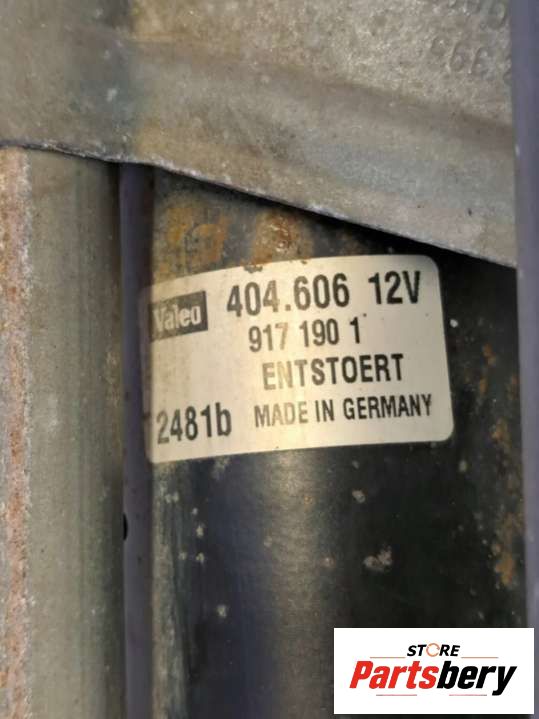 Valeo 404.606 12V
917 190 1
ENTSTOERT
2481b MADE IN GERMANY
STORE
Partsbery